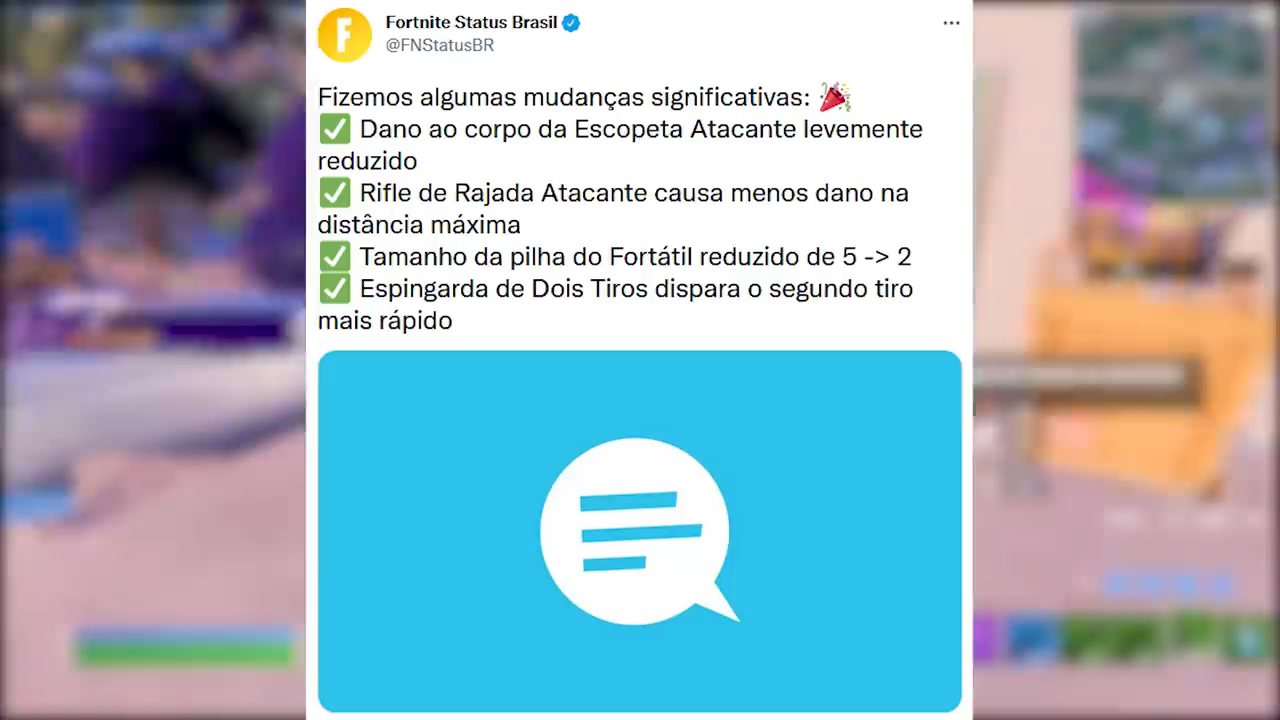 Fortnite Status Brasil
@FNStatusBR
Fizemos algumas mudanças significativas: 🎉
✅ Dano ao corpo da Escopeta Atacante levemente
reduzido
✅ Rifle de Rajada Atacante causa menos dano na
distância máxima
✅ Tamanho da pilha do Fortátil reduzido de 5 -> 2
✅ Espingarda de Dois Tiros dispara o segundo tiro
mais rápido